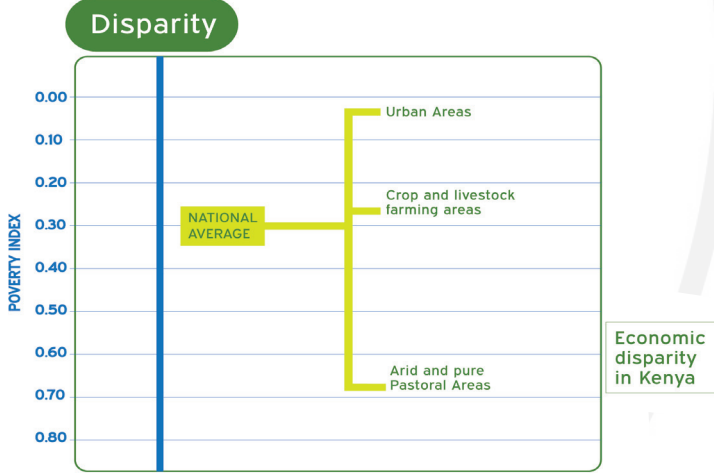 Disparity
POVERTY INDEX
0.00
0.10
0.20
0.30
0.40
0.50
0.60
0.70
0.80
NATIONAL
AVERAGE
Urban Areas
Crop and livestock
farming areas
Arid and pure
Pastoral Areas
Economic
disparity
in Kenya